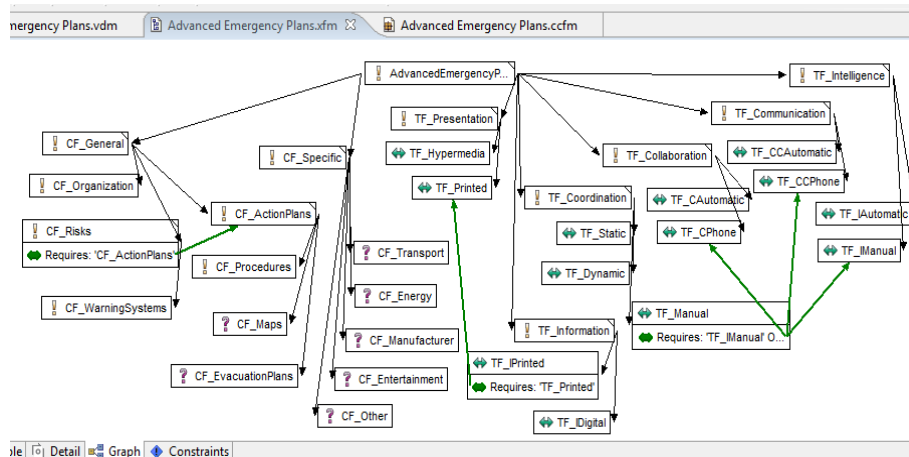 mergency Plans.vdm
Advanced Emergency Plans.xfm
Advanced Emergency Plans.ccfm
AdvancedEmergencyP...
TF_Intelligence
TF_Presentation
TF_Communication
CF_General
CF_Specific
TF_Hypermedia
TF_Collaboration
TF_CCAutomatic
CF_Organization
TF_Printed
TF_CCPhone
TF_Coordination
TF_CAutomatic
CF_ActionPlans
TF_IAutomatic
CF_Risks
Requires: 'CF_ActionPlans'
TF_Static
TF_CPhone
CF_Transport
TF_IManual
CF_Procedures
TF_Dynamic
CF_Energy
CF_WarningSystems
TF_Manual
Requires: 'TF_IManual' O...
CF_Maps
TF_Information
CF_Manufacturer
TF_IPrinted
Requires: 'TF_Printed'
CF_EvacuationPlans
CF_Entertainment
CF_Other
TF_IDigital
ble Detail Graph Constraints